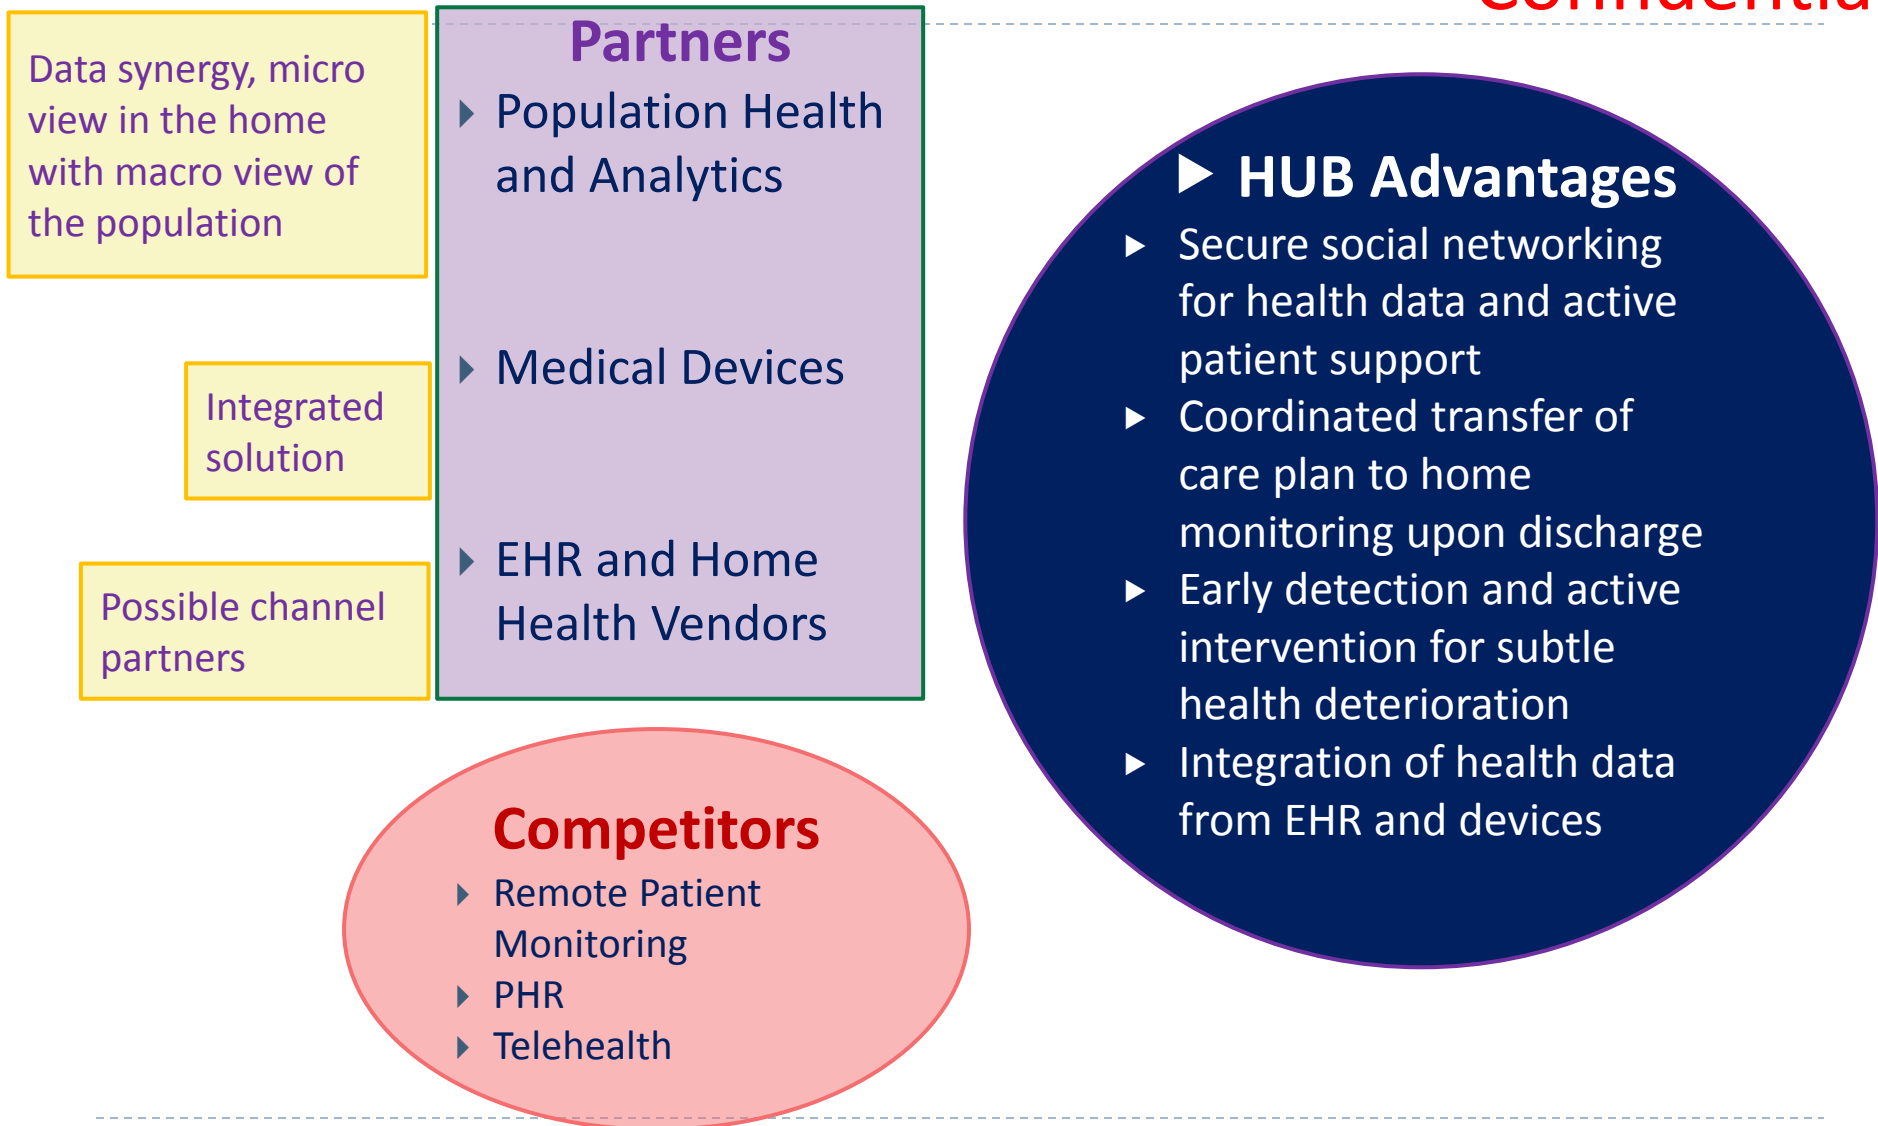 Confidentia
Data synergy, micro
view in the home
with macro view of
the population
Integrated
solution
Possible channel
partners
Partners
Population Health
and Analytics
Medical Devices
EHR and Home
Health Vendors
Competitors
Remote Patient
Monitoring
PHR
Telehealth
HUB Advantages
Secure social networking
for health data and active
patient support
Coordinated transfer of
care plan to home
monitoring upon discharge
Early detection and active
intervention for subtle
health deterioration
Integration of health data
from EHR and devices